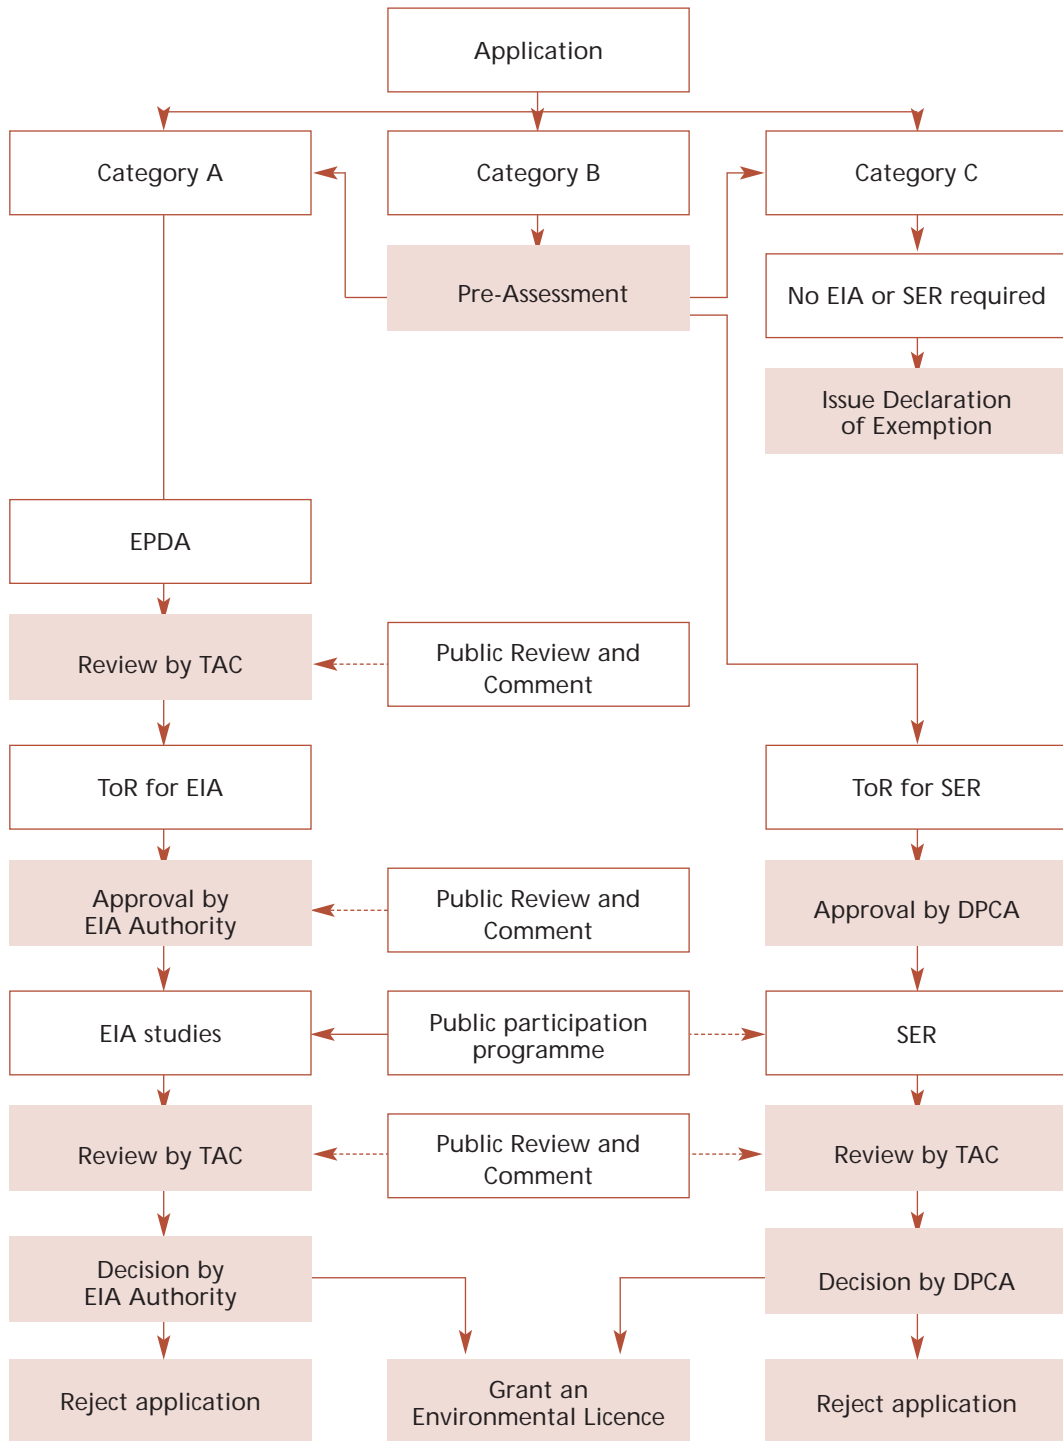 Application
Category A
Category B
Category C
Pre-Assessment
No EIA or SER required
Issue Declaration
of Exemption
EPDA
Review by TAC
Public Review and
Comment
ToR for EIA
ToR for SER
Approval by
EIA Authority
Public Review and
Comment
Approval by DPCA
EIA studies
Public participation
programme
SER
Review by TAC
Public Review and
Comment
Review by TAC
Decision by
EIA Authority
Decision by DPCA
Reject application
Grant an
Environmental Licence
Reject application